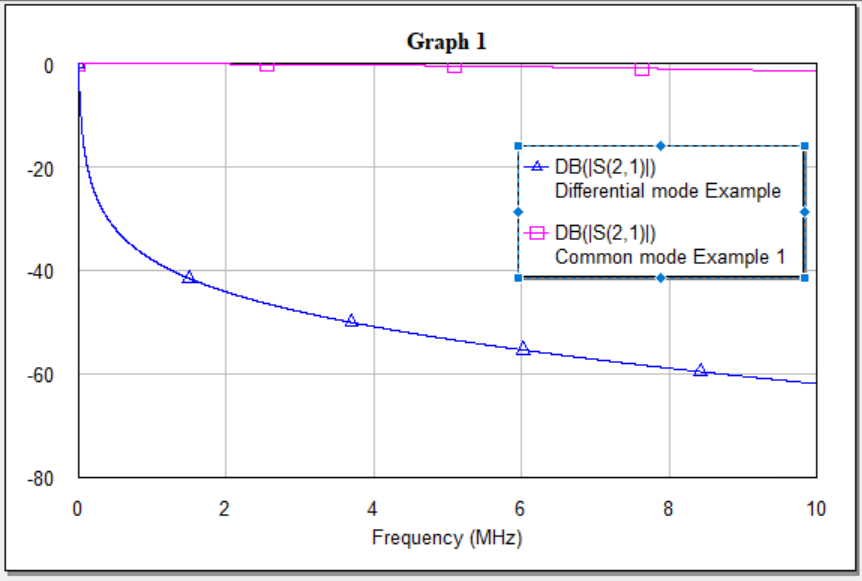 Graph 1
0
-20
-40
-60
-80
DB(|S(2,1)|)
Differential mode Example
DB(|S(2,1)|)
Common mode Example 1
0 2 4 6 8 10
Frequency (MHz)